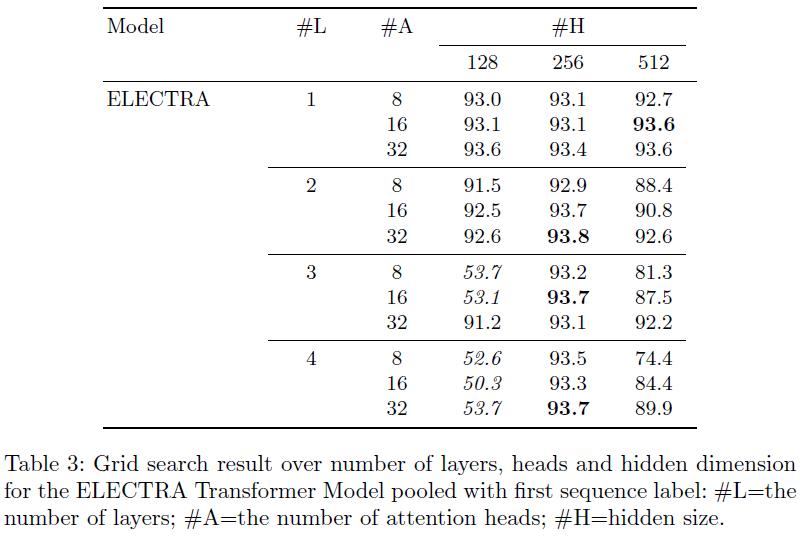 Model #L #A #H
128 256 512
ELECTRA 1 8 93.0 93.1 92.7
16 93.1 93.1 93.6
32 93.6 93.4 93.6
2 8 91.5 92.9 88.4
16 92.5 93.7 90.8
32 92.6 93.8 92.6
3 8 53.7 93.2 81.3
16 53.1 93.7 87.5
32 91.2 93.1 92.2
4 8 52.6 93.5 74.4
16 50.3 93.3 84.4
32 53.7 93.7 89.9
Table 3: Grid search result over number of layers, heads and hidden dimension
for the ELECTRA Transformer Model pooled with first sequence label: #L=the
number of layers; #A=the number of attention heads; #H=hidden size.